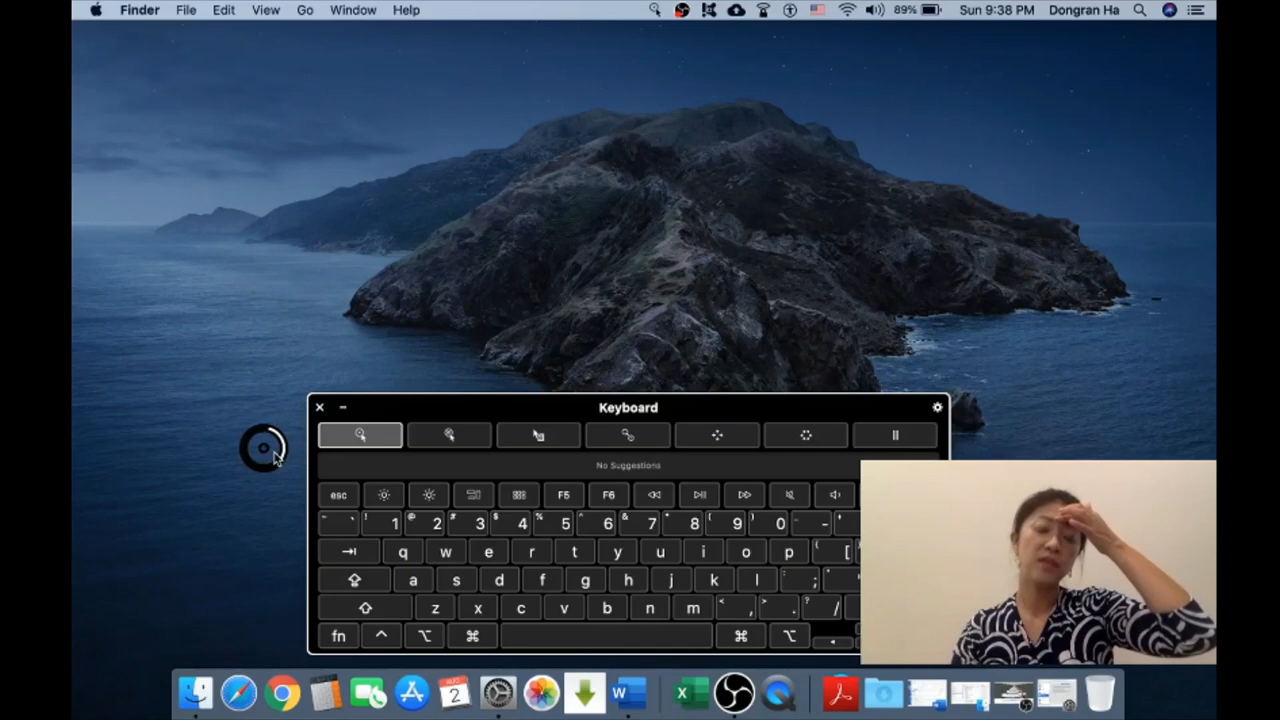 Finder File Edit View Go Window Help 89% Sun 9:38 PM Dongran Ha
Keyboard
No Suggestions
esc F5 F6
~ ` ! 1 @ 2 # 3 $ 4 % 5 ^ 6 & 7 * 8 ( 9 ) 0 _ - +
q w e r t y u i o p { [
a s d f g h j k l : ; "
z x c v b n m < , > . ? /
fn ^ ⌥ ⌘ ⌘ ⌥
AUG
2
W X